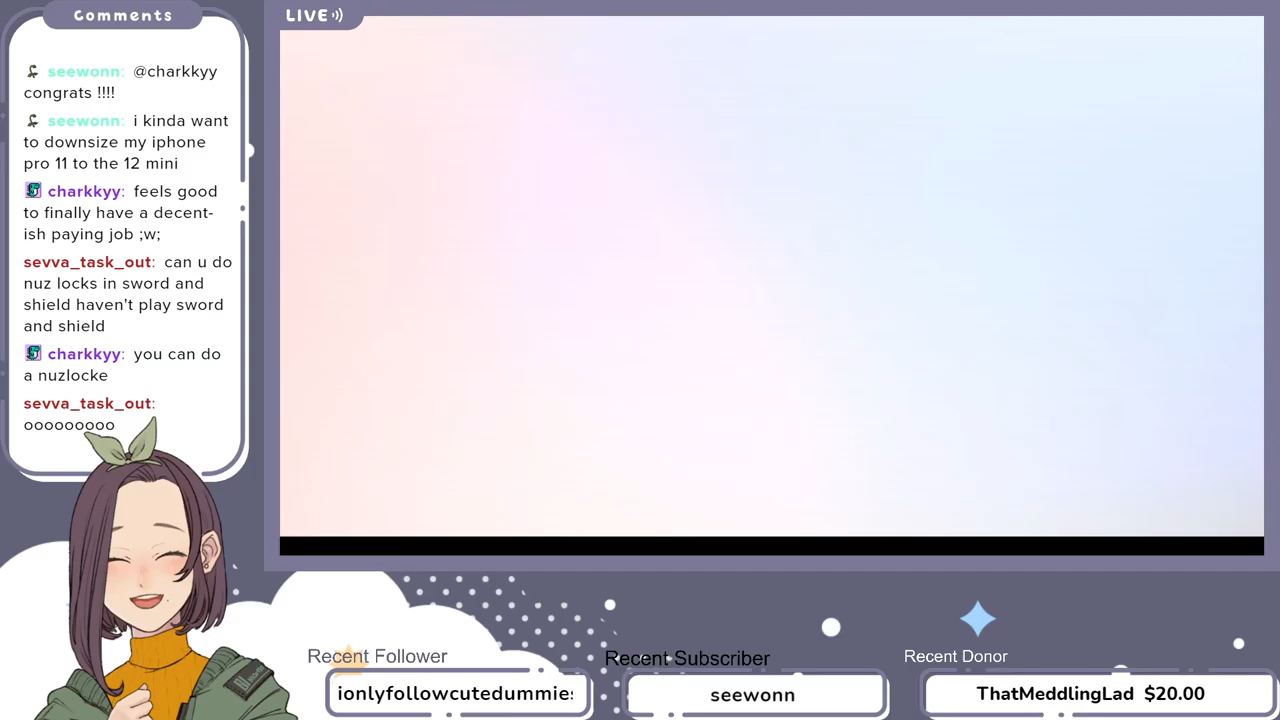 Comments
LIVE
seewonn: @charkkyy
congrats !!!!
seewonn: i kinda want
to downsize my iphone
pro 11 to the 12 mini
charkkyy: feels good
to finally have a decent-
ish paying job ;w;
sevva_task_out: can u do
nuz locks in sword and
shield haven't play sword
and shield
charkkyy: you can do
a nuzlocke
sevva_task_out:
ooooooooo
Recent Follower
ionlyfollowcutedummies
Recent Subscriber
seewonn
Recent Donor
ThatMeddlingLad $20.00